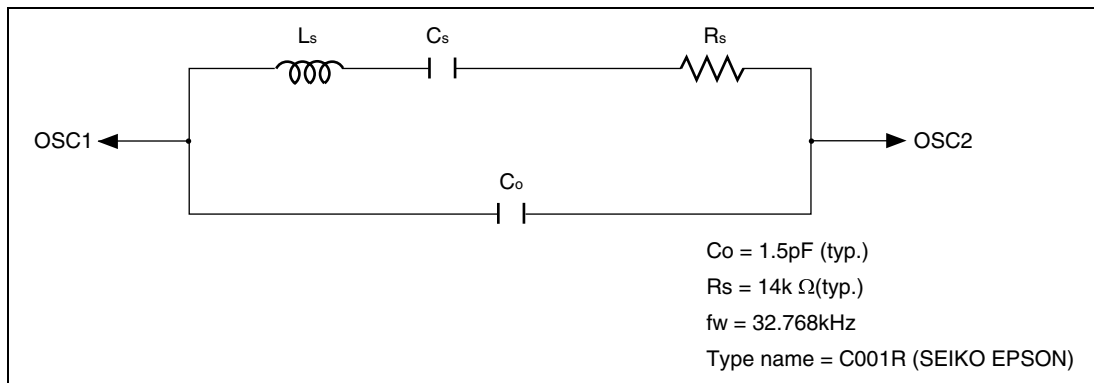 Ls Cs Rs
OSC1 OSC2
Co
Co = 1.5pF (typ.)
Rs = 14k Ω(typ.)
fw = 32.768kHz
Type name = C001R (SEIKO EPSON)